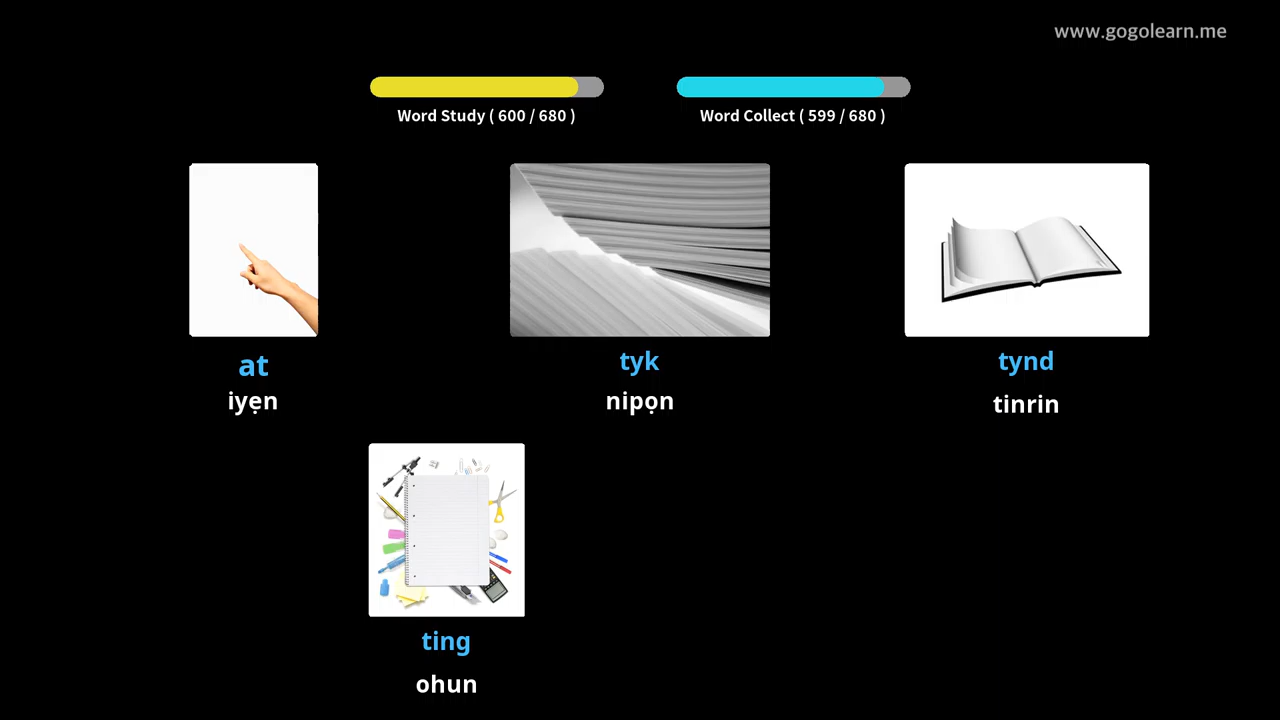 www.gogolearn.me
Word Study ( 600 / 680 )
Word Collect ( 599 / 680 )
at
iyẹn
tyk
nipọn
tynd
tinrin
ting
ohun